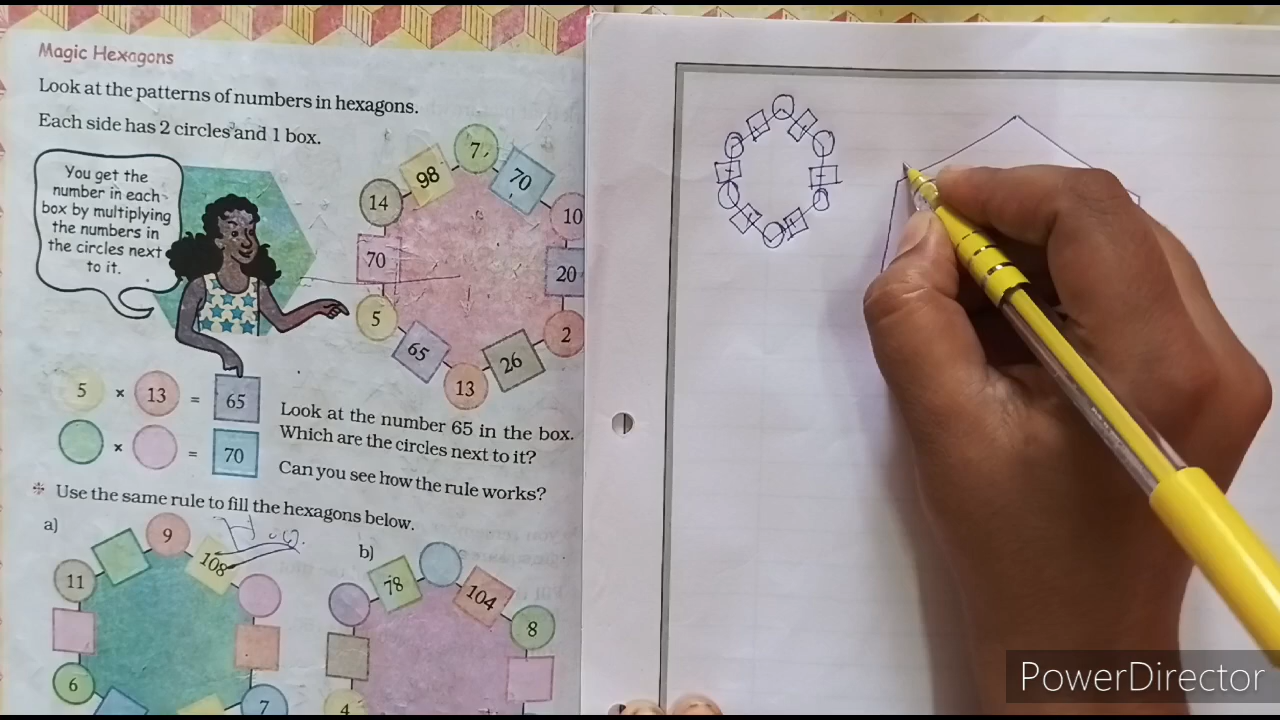 Magic Hexagons
Look at the patterns of numbers in hexagons.
Each side has 2 circles and 1 box.
You get the
number in each
box by multiplying
the numbers in
the circles next
to it.
7
98
70
14
10
70
20
5
2
65
26
13
5 × 13 = 65
× = 70
Look at the number 65 in the box.
Which are the circles next to it?
Can you see how the rule works?
Use the same rule to fill the hexagons below.
a)
9
108
11
6
7
b)
78
104
8
4
PowerDirector